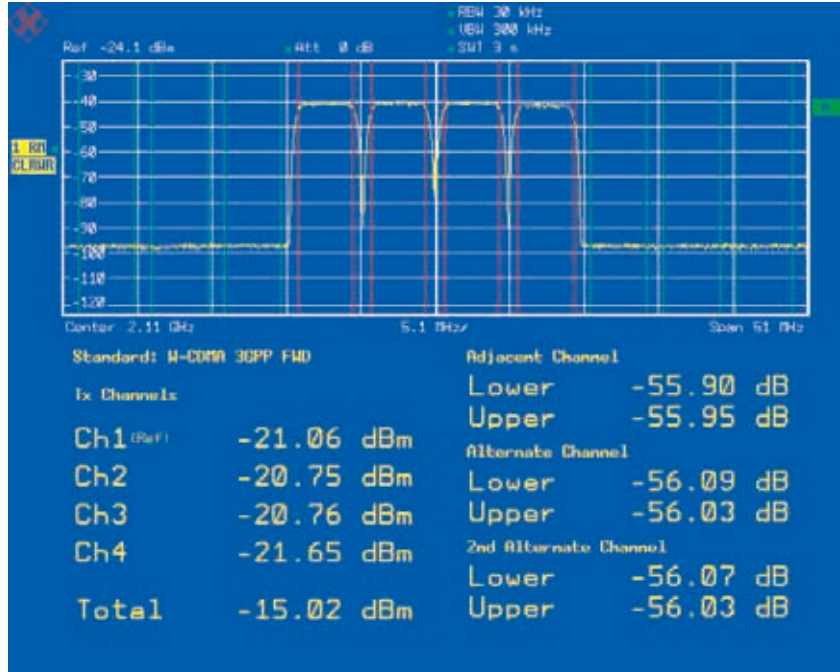 RBW 30 kHz
VBW 300 kHz
Ref -24.1 dBm Att 0 dB SWT 3 s
-30
-40
-50
1 RM
-60
CLRWR
-70
-80
-90
-100
-110
-120
Center 2.11 GHz 5.1 MHz/ Span 51 MHz
Standard: W-CDMA 3GPP FWD
Tx Channels
Ch1 (Ref) -21.06 dBm
Ch2 -20.75 dBm
Ch3 -20.76 dBm
Ch4 -21.65 dBm
Total -15.02 dBm
Adjacent Channel
Lower -55.90 dB
Upper -55.95 dB
Alternate Channel
Lower -56.09 dB
Upper -56.03 dB
2nd Alternate Channel
Lower -56.07 dB
Upper -56.03 dB